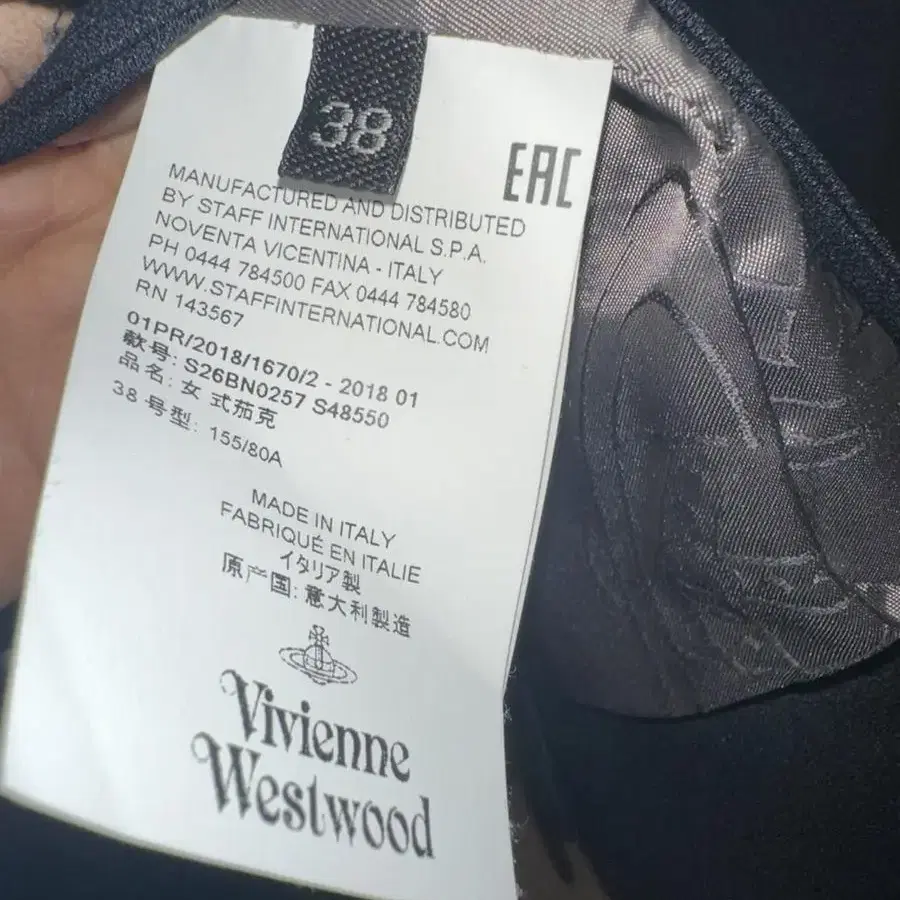 38
EAC
MANUFACTURED AND DISTRIBUTED
BY STAFF INTERNATIONAL S.P.A.
NOVENTA VICENTINA - ITALY
PH 0444 784500 FAX 0444 784580
WWW.STAFFINTERNATIONAL.COM
RN 143567
01PR/2018/1670/2 - 2018 01
款号: S26BN0257 S48550
品名: 女 式茄克
38 号型: 155/80A
MADE IN ITALY
FABRIQUÉ EN ITALIE
イタリア製
原产国: 意大利製造
Vivienne
Westwood